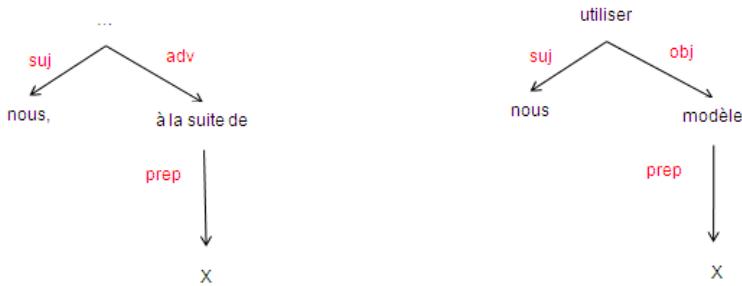 ...
suj
adv
nous,
à la suite de
prep
X
utiliser
suj
obj
nous
modèle
prep
X